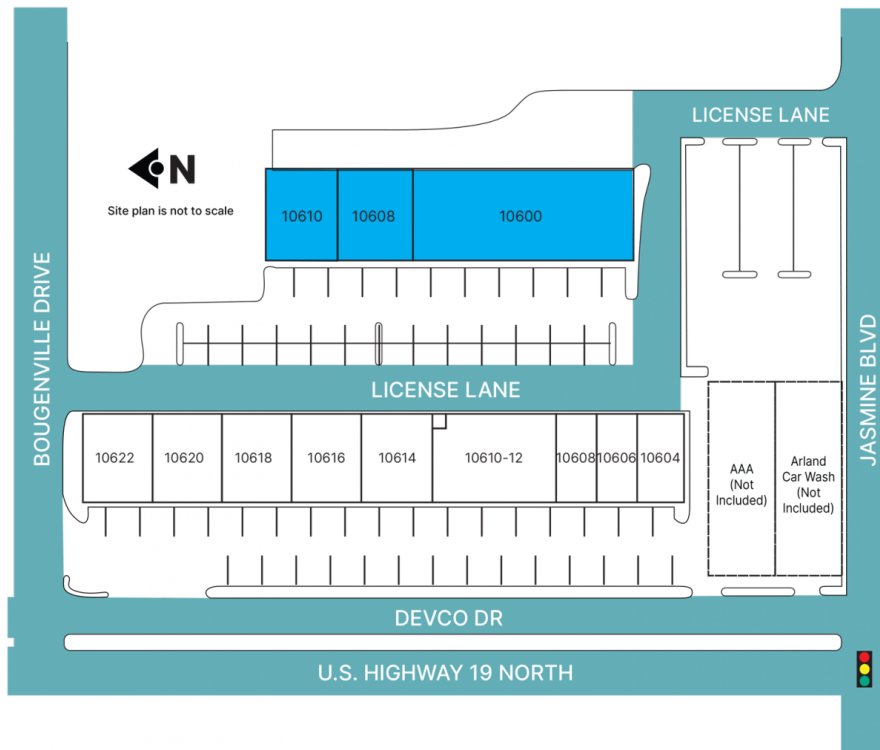 LICENSE LANE
N
Site plan is not to scale
10610
10608
10600
BOUGENVILLE DRIVE
JASMINE BLVD
LICENSE LANE
10622
10620
10618
10616
10614
10610-12
10608
10606
10604
AAA
(Not
Included)
Arland
Car Wash
(Not
Included)
DEVCO DR
U.S. HIGHWAY 19 NORTH